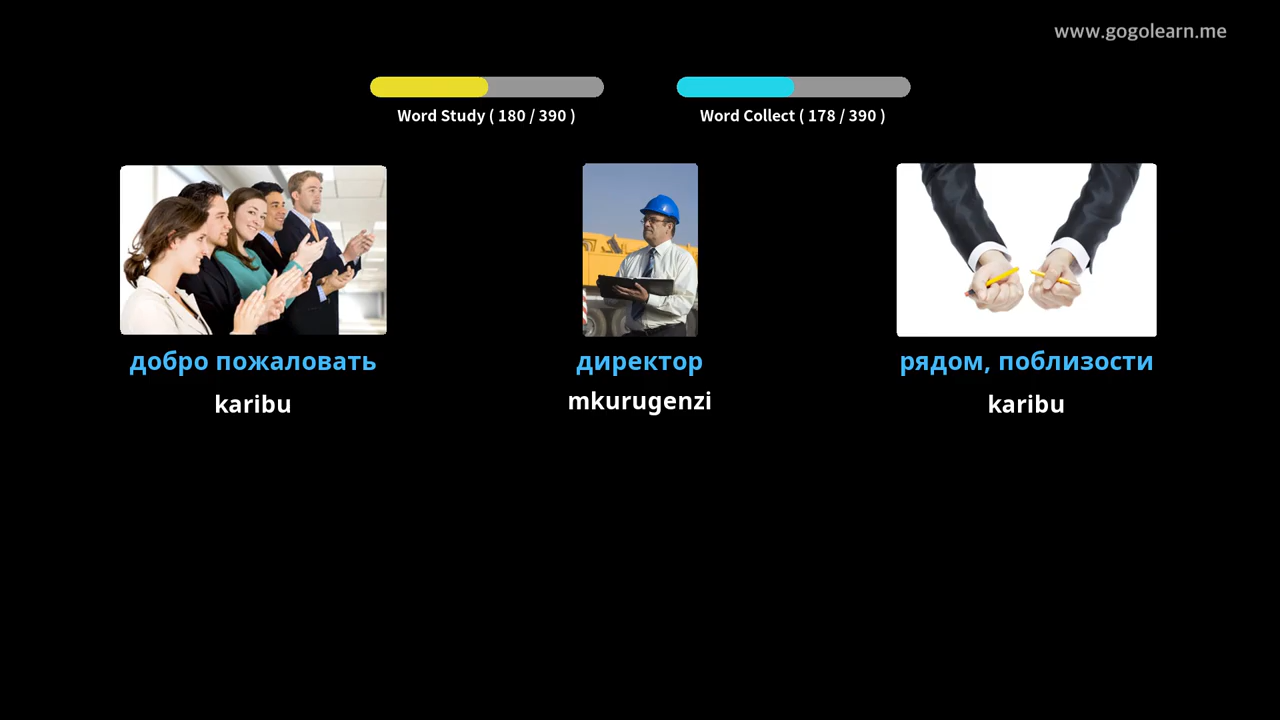 www.gogolearn.me
Word Study ( 180 / 390 )
Word Collect ( 178 / 390 )
добро пожаловать
директор
рядом, поблизости
karibu
mkurugenzi
karibu